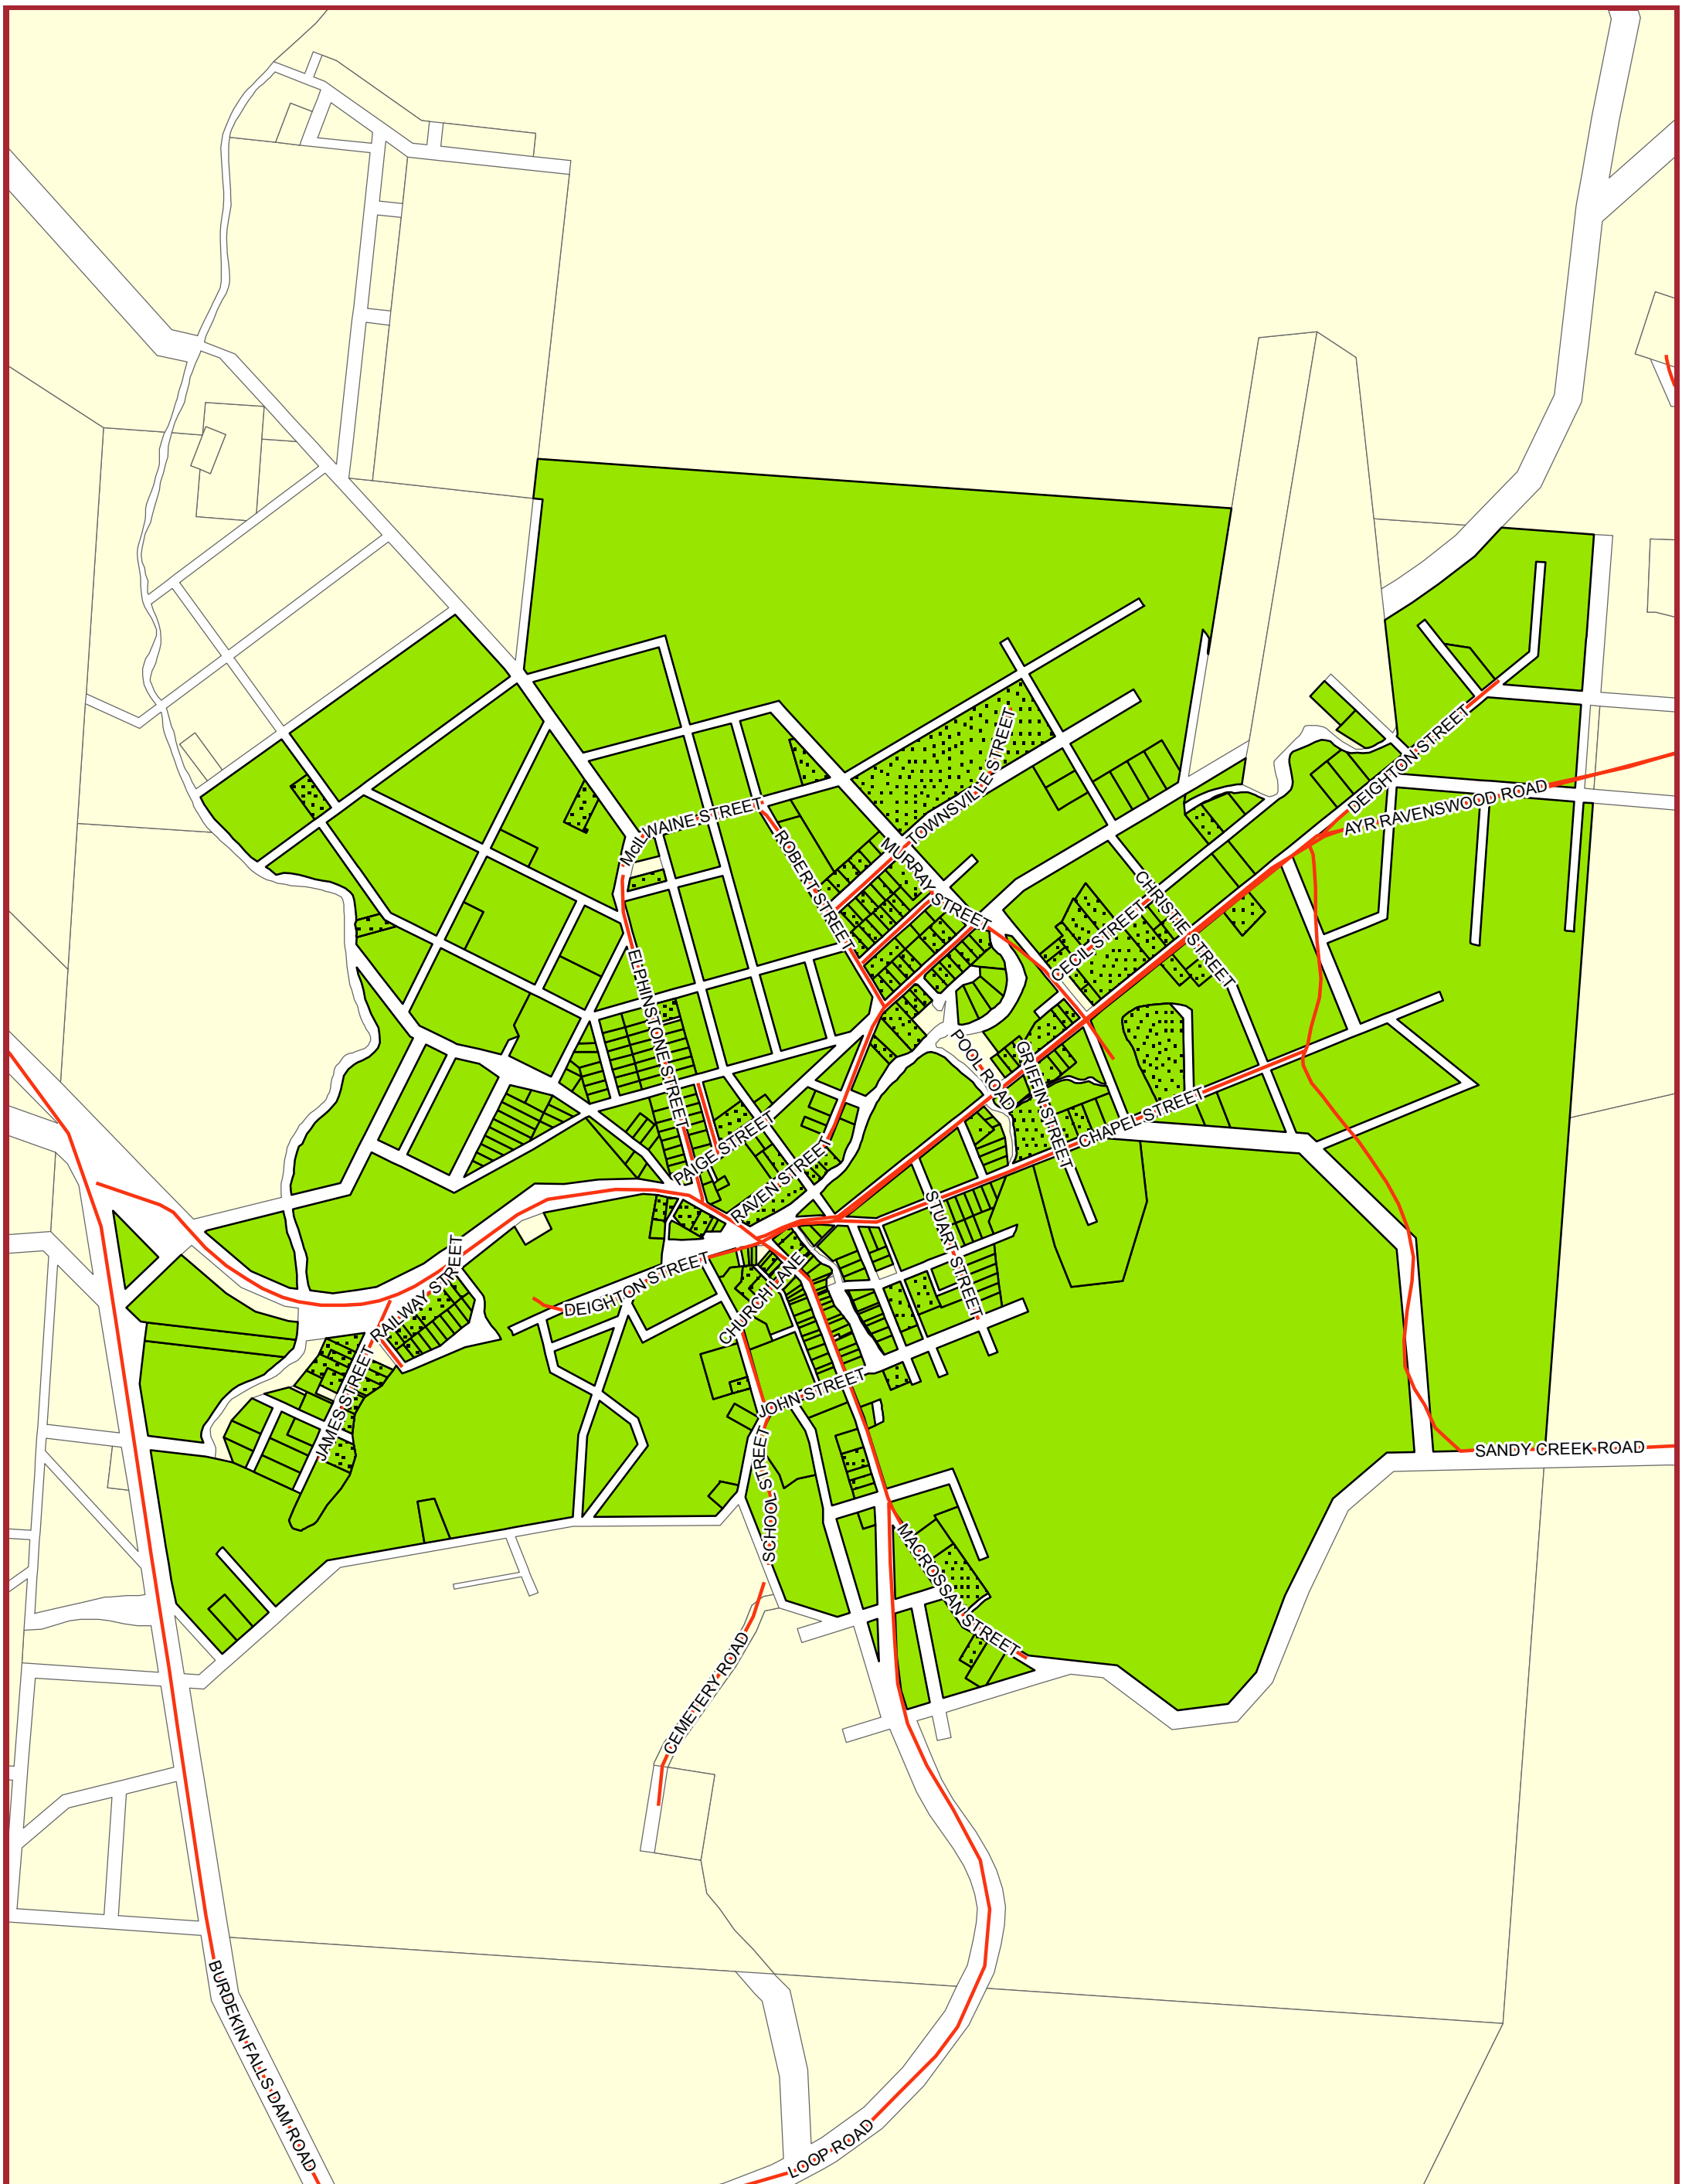 TOWNSVILLE STREET
DEIGHTON STREET
AYR RAVENSWOOD ROAD
McILWAINE STREET
ROBERT STREET
MURRAY STREET
CHRISTIE STREET
CECIL STREET
ELPHINSTONE STREET
POOL ROAD
GRIFFIN STREET
CHAPEL STREET
PAIGE STREET
RAVEN STREET
STUART STREET
RAILWAY STREET
DEIGHTON STREET
CHURCH LANE
JAMES STREET
JOHN STREET
SCHOOL STREET
SANDY CREEK ROAD
MACROSSAN STREET
CEMETERY ROAD
BURDEKIN FALLS DAM ROAD
LOOP ROAD